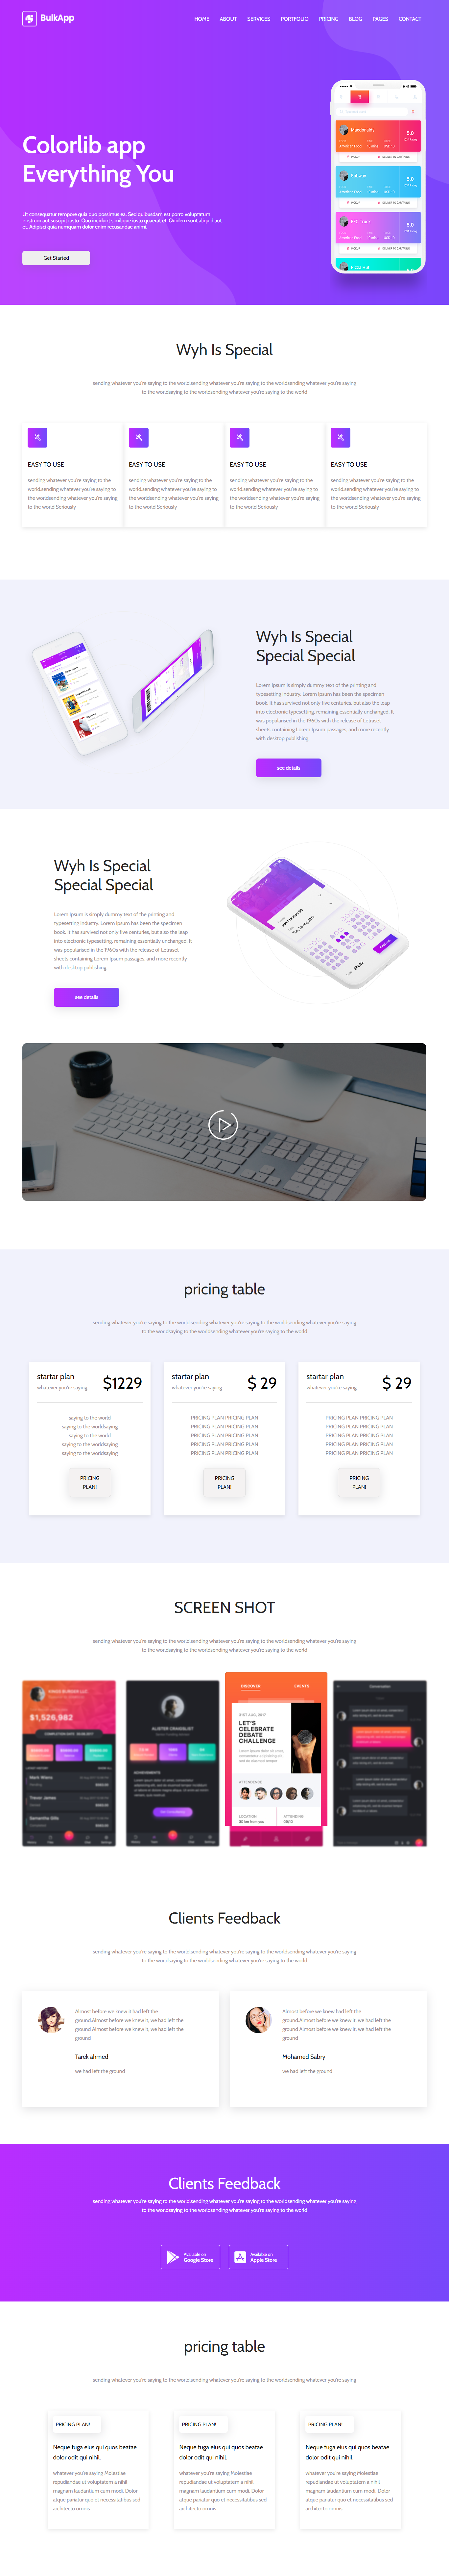 BulkApp
HOME ABOUT SERVICES PORTFOLIO PRICING BLOG PAGES CONTACT
Colorlib app
Everything You
Ut consequatur tempore quia quo possimus ea. Sed quibusdam est porro voluptatum
nostrum aut suscipit iusto. Quo incidunt similique iusto quaerat et. Quidem sunt aliquid aut
et. Adipisci quia numquam dolor enim recusandae animi.
Get Started
Mardonalds
5.0
Subway
5.0
FFC Truck
5.0
Pizza Hut
Wyh Is Special
sending whatever you're saying to the world.sending whatever you're saying to the worldsending whatever you're saying
to the worldsaying to the worldsending whatever you're saying to the world
EASY TO USE
sending whatever you're saying to the
world.sending whatever you're saying to
the worldsending whatever you're saying
to the world Seriously
EASY TO USE
sending whatever you're saying to the
world.sending whatever you're saying to
the worldsending whatever you're saying
to the world Seriously
EASY TO USE
sending whatever you're saying to the
world.sending whatever you're saying to
the worldsending whatever you're saying
to the world Seriously
EASY TO USE
sending whatever you're saying to the
world.sending whatever you're saying to
the worldsending whatever you're saying
to the world Seriously
Wyh Is Special
Special Special
Lorem Ipsum is simply dummy text of the printing and
typesetting industry. Lorem Ipsum has been the specimen
book. It has survived not only five centuries, but also the leap
into electronic typesetting, remaining essentially unchanged. It
was popularised in the 1960s with the release of Letraset
sheets containing Lorem Ipsum passages, and more recently
with desktop publishing
see details
Wyh Is Special
Special Special
Lorem Ipsum is simply dummy text of the printing and
typesetting industry. Lorem Ipsum has been the specimen
book. It has survived not only five centuries, but also the leap
into electronic typesetting, remaining essentially unchanged. It
was popularised in the 1960s with the release of Letraset
sheets containing Lorem Ipsum passages, and more recently
with desktop publishing
see details
pricing table
sending whatever you're saying to the world.sending whatever you're saying to the worldsending whatever you're saying
to the worldsaying to the worldsending whatever you're saying to the world
startar plan
whatever you're saying
$1229
saying to the world
saying to the worldsaying
saying to the world
saying to the worldsaying
saying to the worldsaying
PRICING
PLAN!
startar plan
whatever you're saying
$ 29
PRICING PLAN PRICING PLAN
PRICING PLAN PRICING PLAN
PRICING PLAN PRICING PLAN
PRICING PLAN PRICING PLAN
PRICING PLAN PRICING PLAN
PRICING
PLAN!
startar plan
whatever you're saying
$ 29
PRICING PLAN PRICING PLAN
PRICING PLAN PRICING PLAN
PRICING PLAN PRICING PLAN
PRICING PLAN PRICING PLAN
PRICING PLAN PRICING PLAN
PRICING
PLAN!
SCREEN SHOT
sending whatever you're saying to the world.sending whatever you're saying to the worldsending whatever you're saying
to the worldsaying to the worldsending whatever you're saying to the world
DISCOVER EVENTS
LET'S
CELEBRATE
DEBATE
CHALLENGE
ATTENDANCE
LOCATION
ATTENDING
Clients Feedback
sending whatever you're saying to the world.sending whatever you're saying to the worldsending whatever you're saying
to the worldsaying to the worldsending whatever you're saying to the world
Almost before we knew it had left the
ground.Almost before we knew it, we had left the
ground Almost before we knew it, we had left the
ground
Tarek ahmed
we had left the ground
Almost before we knew had left the
ground.Almost before we knew it, we had left the
ground Almost before we knew it, we had left the
ground
Mohamed Sabry
we had left the ground
Clients Feedback
sending whatever you're saying to the world.sending whatever you're saying to the worldsending whatever you're saying
to the worldsaying to the worldsending whatever you're saying to the world
Available on
Google Store
Available on
Apple Store
pricing table
sending whatever you're saying to the world.sending whatever you're saying to the worldsending whatever you're saying
PRICING PLAN!
Neque fuga eius qui quos beatae
dolor odit qui nihil.
whatever you're saying Molestiae
repudiandae ut voluptatem a nihil
magnam laudantium cum modi. Dolor
atque pariatur quo et necessitatibus sed
architecto omnis.
PRICING PLAN!
Neque fuga eius qui quos beatae
dolor odit qui nihil.
whatever you're saying Molestiae
repudiandae ut voluptatem a nihil
magnam laudantium cum modi. Dolor
atque pariatur quo et necessitatibus sed
architecto omnis.
PRICING PLAN!
Neque fuga eius qui quos beatae
dolor odit qui nihil.
whatever you're saying Molestiae
repudiandae ut voluptatem a nihil
magnam laudantium cum modi. Dolor
atque pariatur quo et necessitatibus sed
architecto omnis.